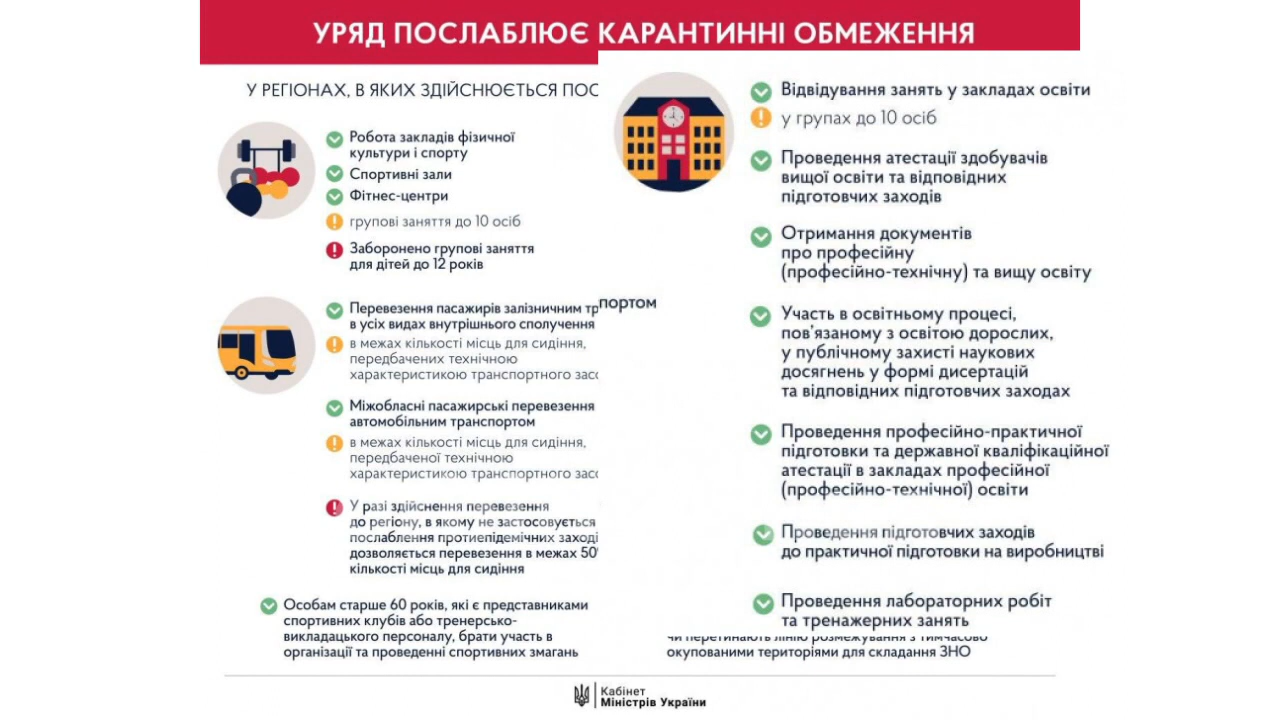 УРЯД ПОСЛАБЛЮЄ КАРАНТИННІ ОБМЕЖЕННЯ
У РЕГІОНАХ, В ЯКИХ ЗДІЙСНЮЄТЬСЯ ПОС
Робота закладів фізичної
культури і спорту
Спортивні зали
Фітнес-центри
групові заняття до 10 осіб
Заборонено групові заняття
для дітей до 12 років
Перевезення пасажирів залізничним тр
портом
в усіх видах внутрішнього сполучення
в межах кількості місць для сидіння,
передбачених технічною
характеристикою транспортного засо
Міжобласні пасажирські перевезення
автомобільним транспортом
в межах кількості місць для сидіння,
передбаченої технічною
характеристикою транспортного засо
У разі здійснення перевезення
до регіону, в якому не застосовується
послаблення протиепідемічних заході
дозволяється перевезення в межах 50
кількості місць для сидіння
Особам старше 60 років, які є представниками
спортивних клубів або тренерсько-
викладацького персоналу, брати участь в
організації та проведенні спортивних змагань
Відвідування занять у закладах освіти
у групах до 10 осіб
Проведення атестації здобувачів
вищої освіти та відповідних
підготовчих заходів
Отримання документів
про професійну
(професійно-технічну) та вищу освіту
Участь в освітньому процесі,
пов’язаному з освітою дорослих,
у публічному захисті наукових
досягнень у формі дисертацій
та відповідних підготовчих заходах
Проведення професійно-практичної
підготовки та державної кваліфікаційної
атестації в закладах професійної
(професійно-технічної) освіти
Проведення підготовчих заходів
до практичної підготовки на виробництві
Проведення лабораторних робіт
та тренажерних занять
чи перетинають лінію розмежування з тимчасово
окупованими територіями для складання ЗНО
Кабінет
Міністрів України